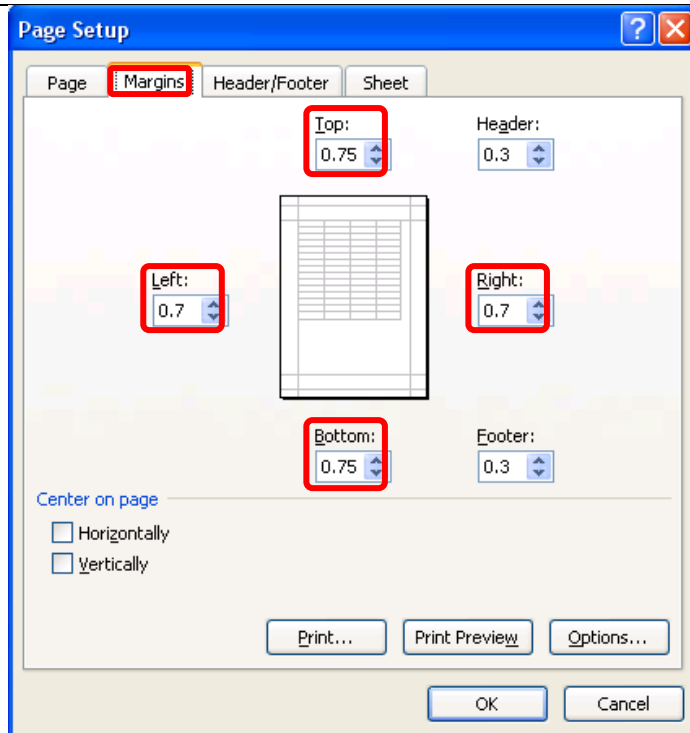 Page Setup
Page Margins Header/Footer Sheet
Top: Header:
0.75 0.3
Left: Right:
0.7 0.7
Bottom: Footer:
0.75 0.3
Center on page
Horizontally
Vertically
Print... Print Preview Options...
OK Cancel